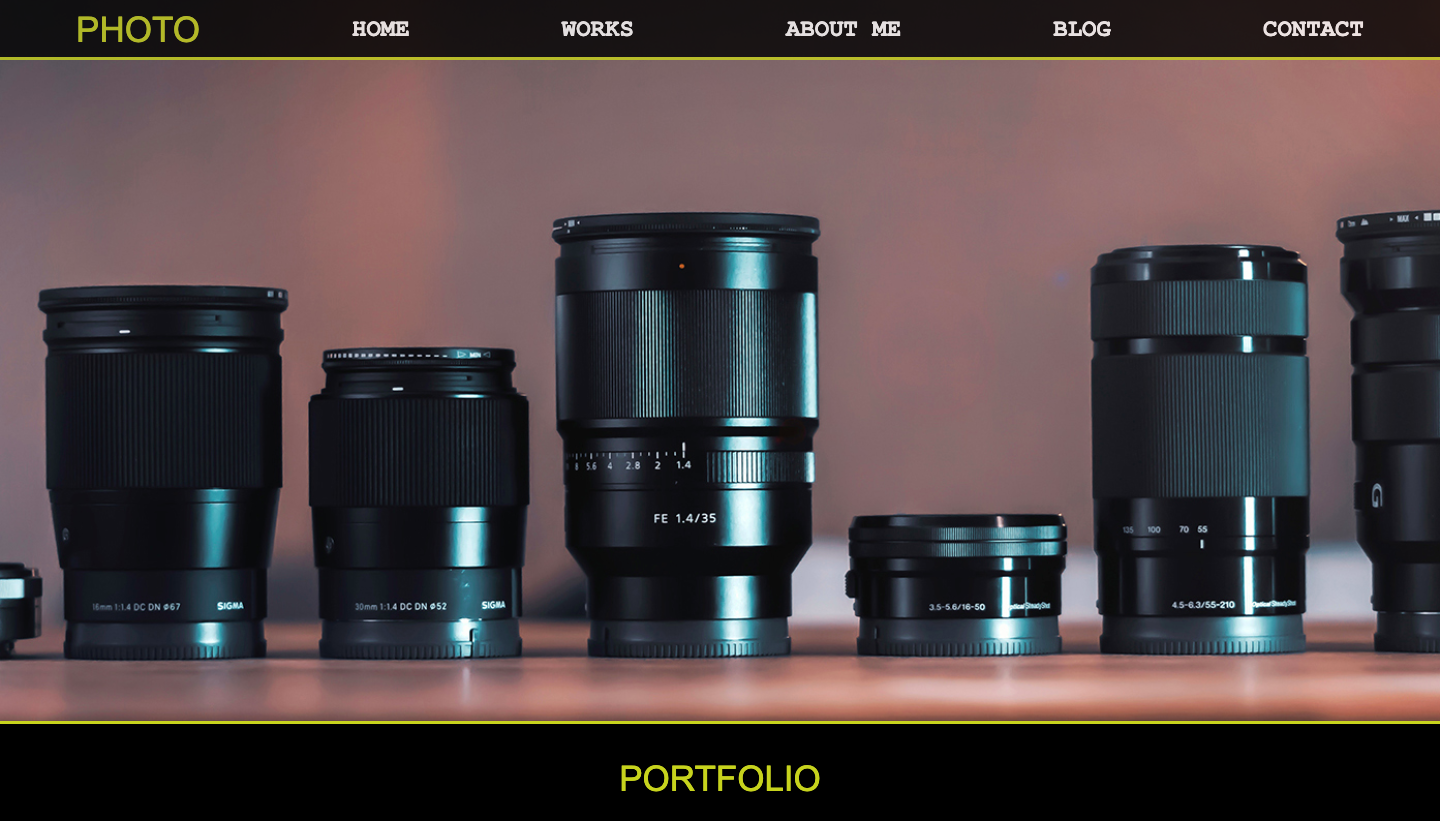 PHOTO HOME WORKS ABOUT ME BLOG CONTACT
MAX
MIN
8 5.6 4 2.8 2 1.4
G
FE 1.4/35
135 100 70 55
16mm 1:1.4 DC DN Ø67 SIGMA
30mm 1:1.4 DC DN Ø52 SIGMA
3.5-5.6/16-50 Optical SteadyShot
4.5-6.3/55-210 Optical SteadyShot
PORTFOLIO